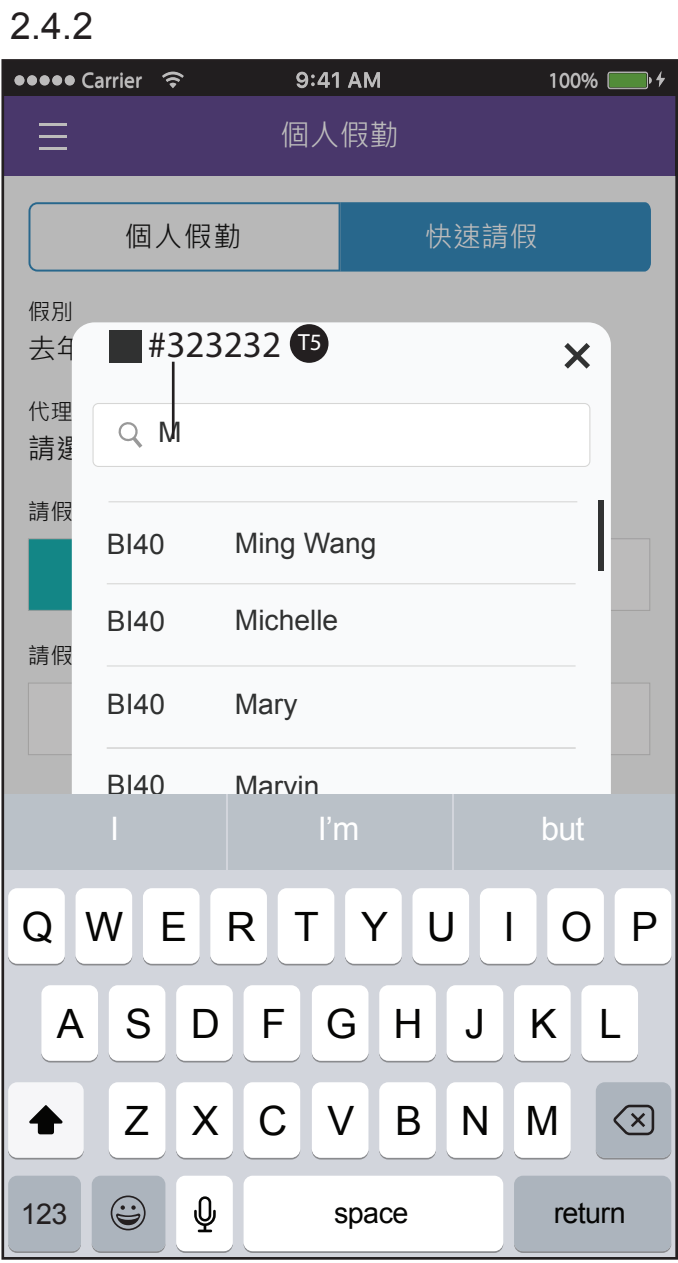 2.4.2
Carrier 9:41 AM 100%
個人假勤
個人假勤 快速請假
假別
去年
#323232 T5
代理
請選
M
請假
BI40 Ming Wang
BI40 Michelle
請假
BI40 Mary
BI40 Marvin
I I'm but
Q W E R T Y U I O P
A S D F G H J K L
Z X C V B N M
123 space return